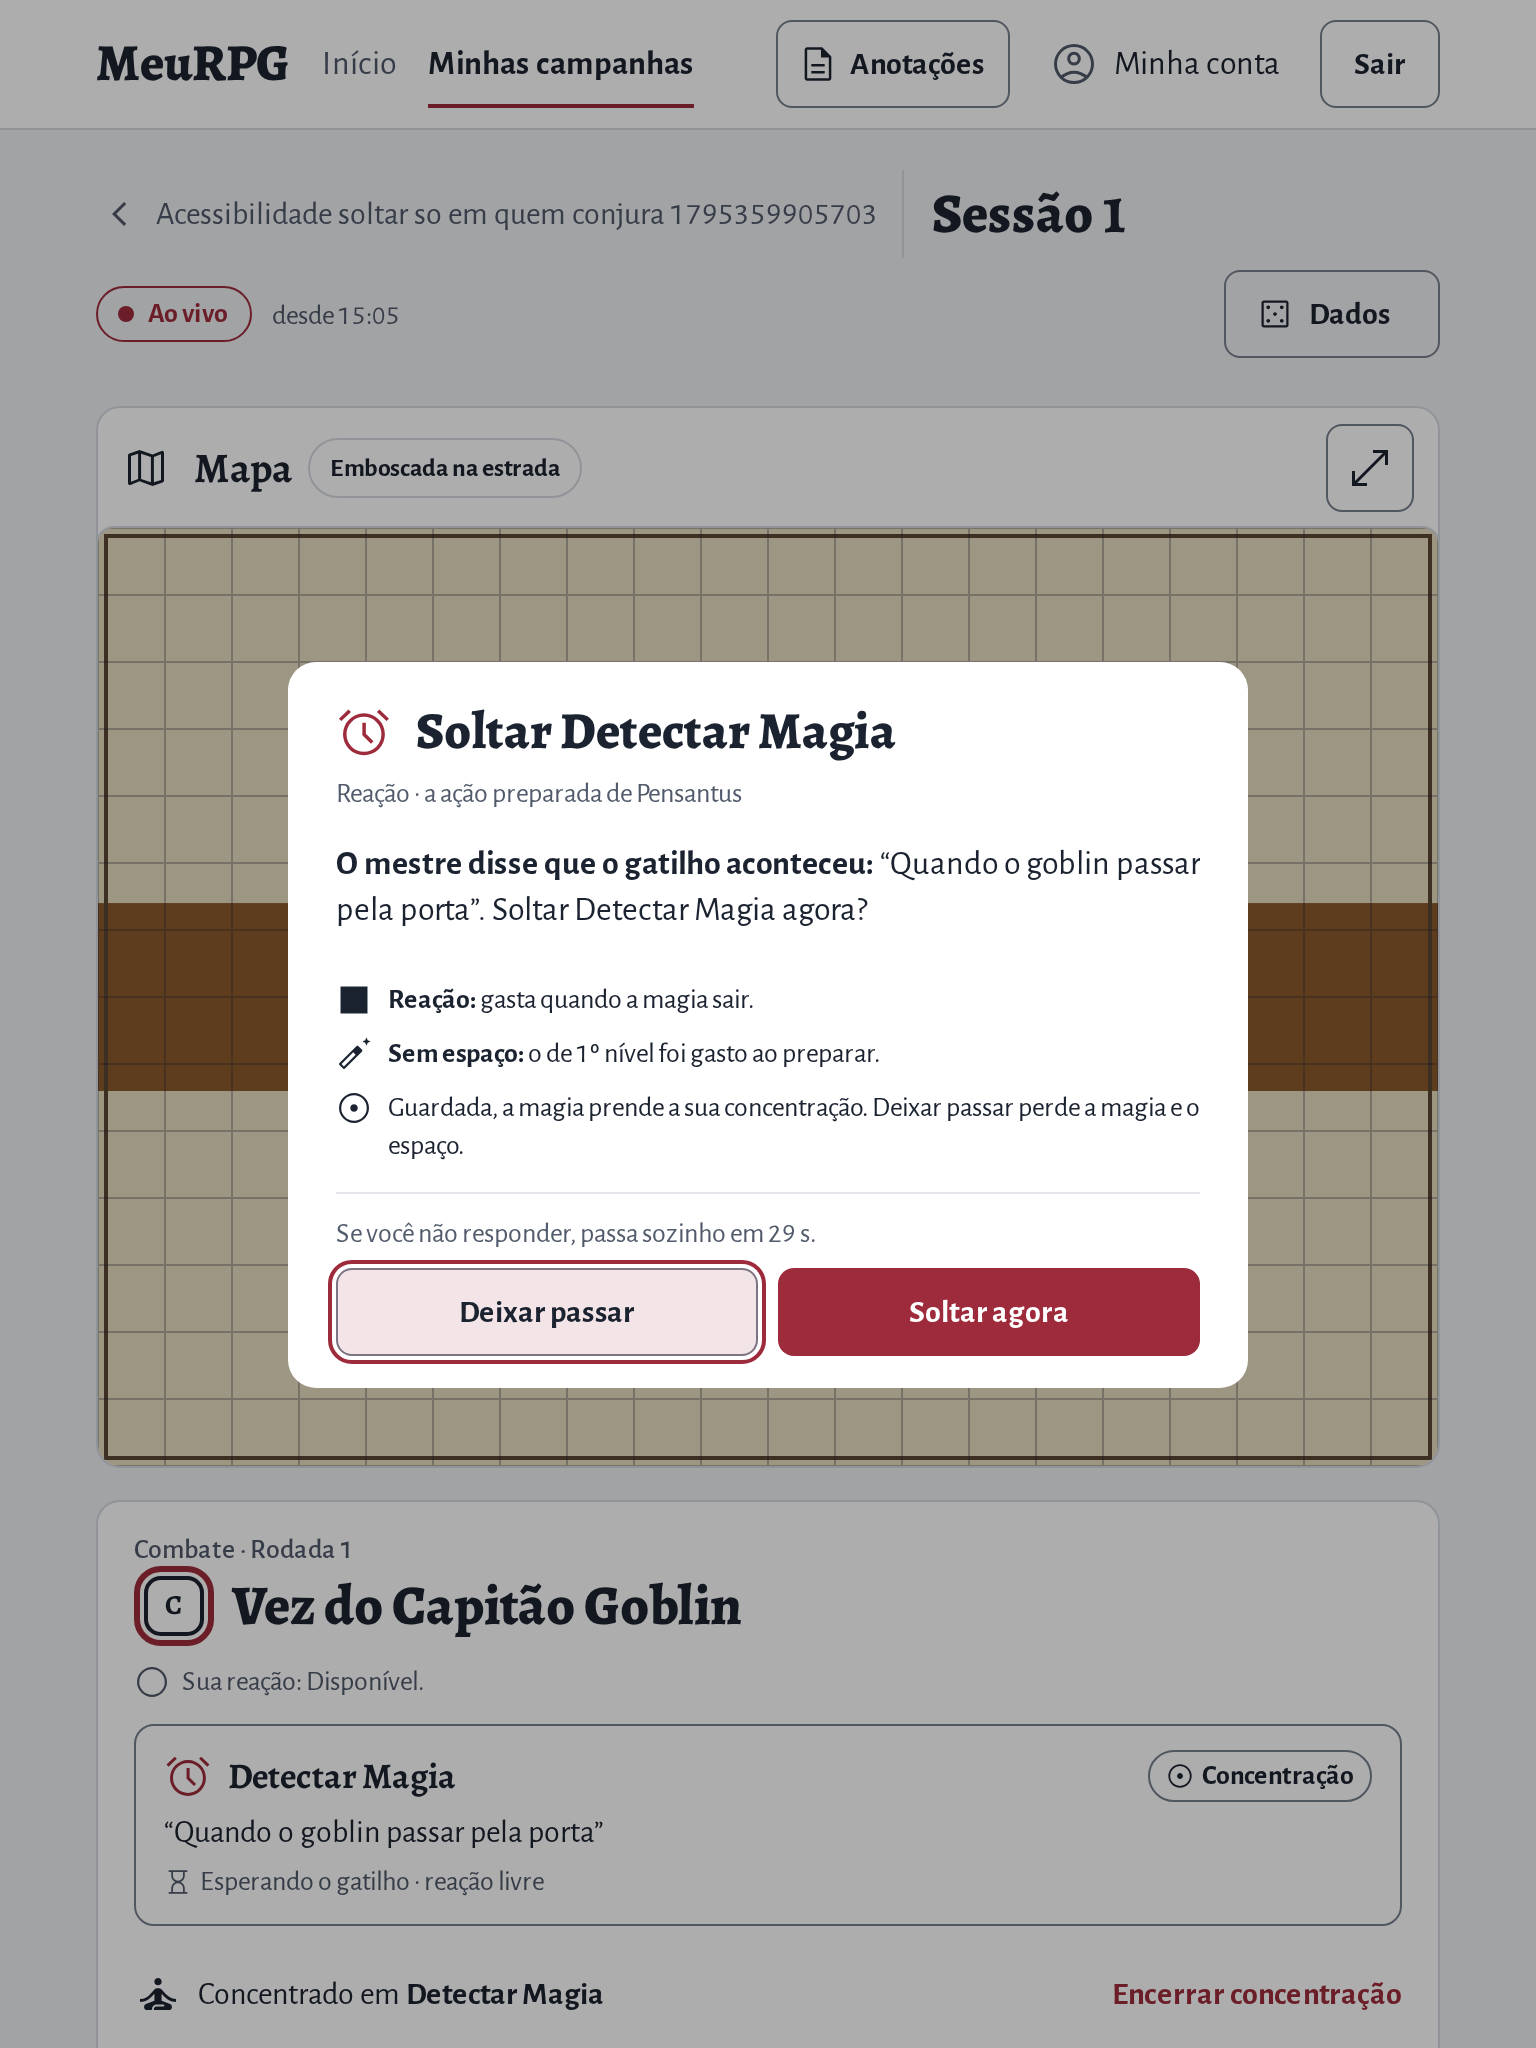 MeuRPG Início Minhas campanhas Anotações Minha conta Sair
Acessibilidade soltar so em quem conjura 1795359905703 Sessão 1
Ao vivo desde 15:05 Dados
Mapa Emboscada na estrada
Soltar Detectar Magia
Reação · a ação preparada de Pensantus
O mestre disse que o gatilho aconteceu: “Quando o goblin passar
pela porta”. Soltar Detectar Magia agora?
Reação: gasta quando a magia sair.
Sem espaço: o de 1º nível foi gasto ao preparar.
Guardada, a magia prende a sua concentração. Deixar passar perde a magia e o
espaço.
Se você não responder, passa sozinho em 29 s.
Deixar passar Soltar agora
Combate · Rodada 1
C Vez do Capitão Goblin
Sua reação: Disponível.
Detectar Magia Concentração
“Quando o goblin passar pela porta”
Esperando o gatilho · reação livre
Concentrado em Detectar Magia Encerrar concentração